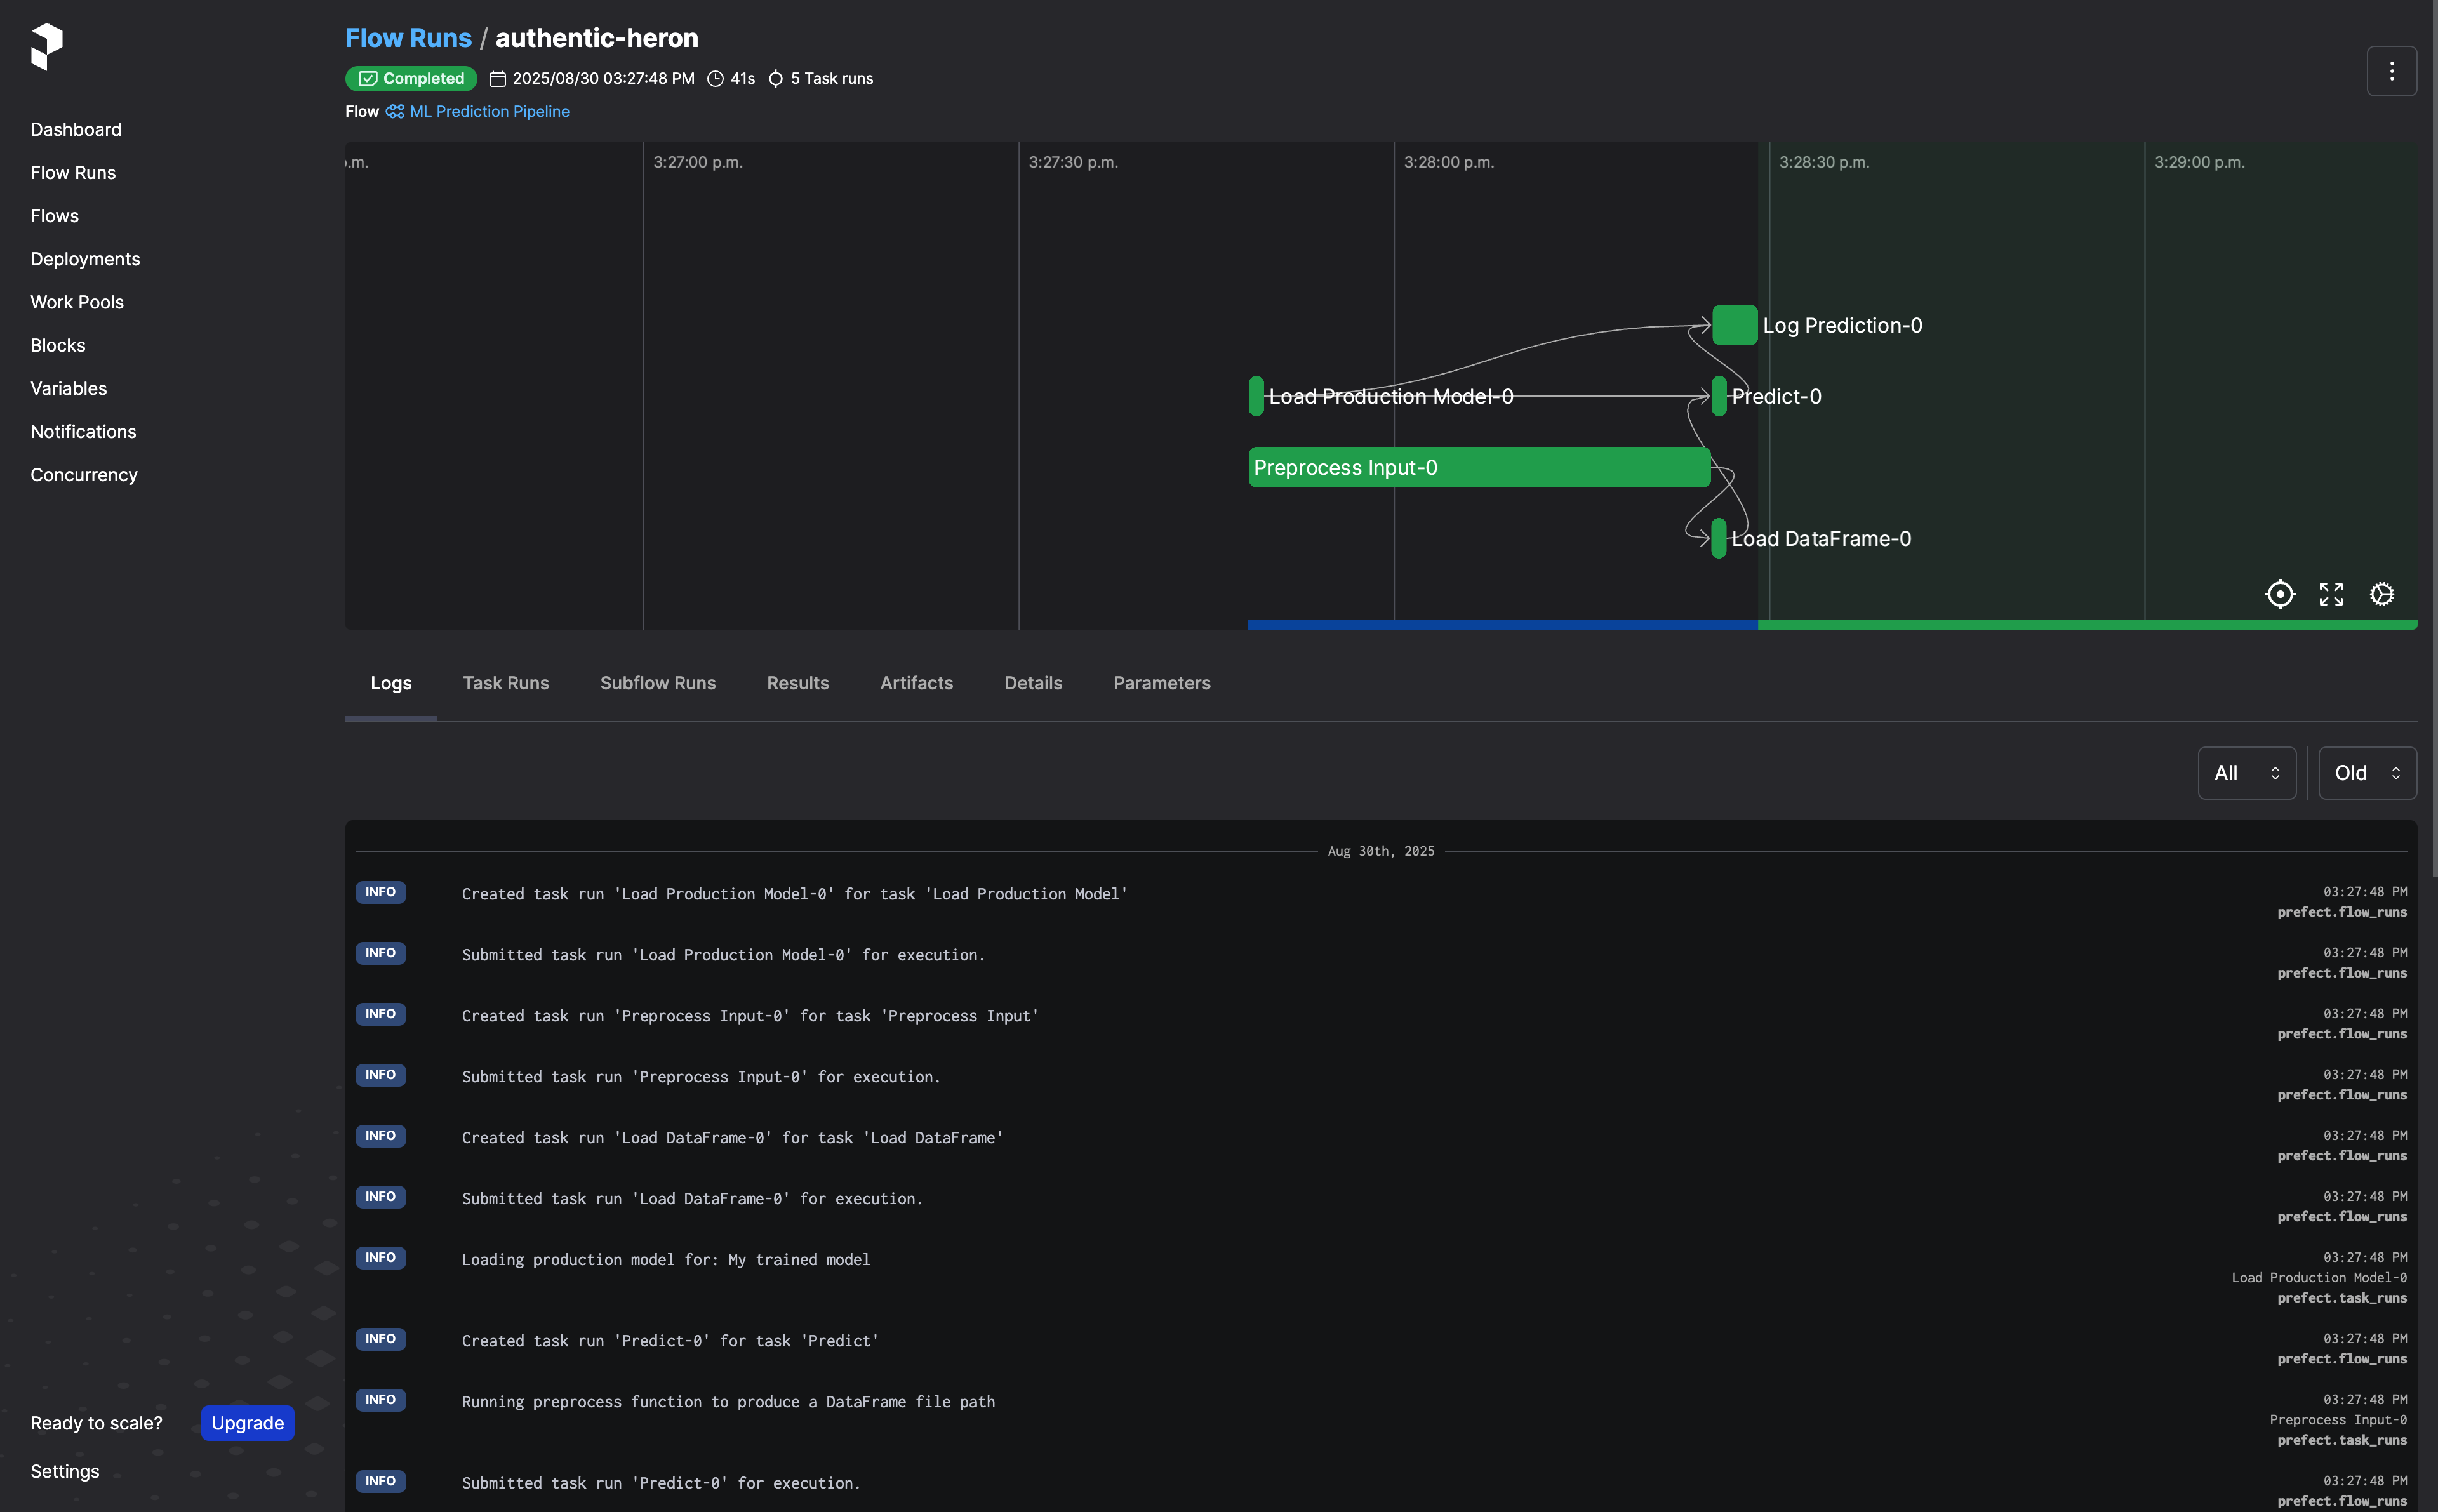 Flow Runs / authentic-heron
Completed 2025/08/30 03:27:48 PM 41s 5 Task runs
Flow ML Prediction Pipeline
Dashboard
Flow Runs
Flows
Deployments
Work Pools
Blocks
Variables
Notifications
Concurrency
Ready to scale? Upgrade
Settings
.m. 3:27:00 p.m. 3:27:30 p.m. 3:28:00 p.m. 3:28:30 p.m. 3:29:00 p.m.
Log Prediction-0
Load Production Model-0 Predict-0
Preprocess Input-0
Load DataFrame-0
Logs Task Runs Subflow Runs Results Artifacts Details Parameters
All Old
Aug 30th, 2025
INFO Created task run 'Load Production Model-0' for task 'Load Production Model' 03:27:48 PM
prefect.flow_runs
INFO Submitted task run 'Load Production Model-0' for execution. 03:27:48 PM
prefect.flow_runs
INFO Created task run 'Preprocess Input-0' for task 'Preprocess Input' 03:27:48 PM
prefect.flow_runs
INFO Submitted task run 'Preprocess Input-0' for execution. 03:27:48 PM
prefect.flow_runs
INFO Created task run 'Load DataFrame-0' for task 'Load DataFrame' 03:27:48 PM
prefect.flow_runs
INFO Submitted task run 'Load DataFrame-0' for execution. 03:27:48 PM
prefect.flow_runs
INFO Loading production model for: My trained model 03:27:48 PM
Load Production Model-0
prefect.task_runs
INFO Created task run 'Predict-0' for task 'Predict' 03:27:48 PM
prefect.flow_runs
INFO Running preprocess function to produce a DataFrame file path 03:27:48 PM
Preprocess Input-0
prefect.task_runs
INFO Submitted task run 'Predict-0' for execution. 03:27:48 PM
prefect.flow_runs